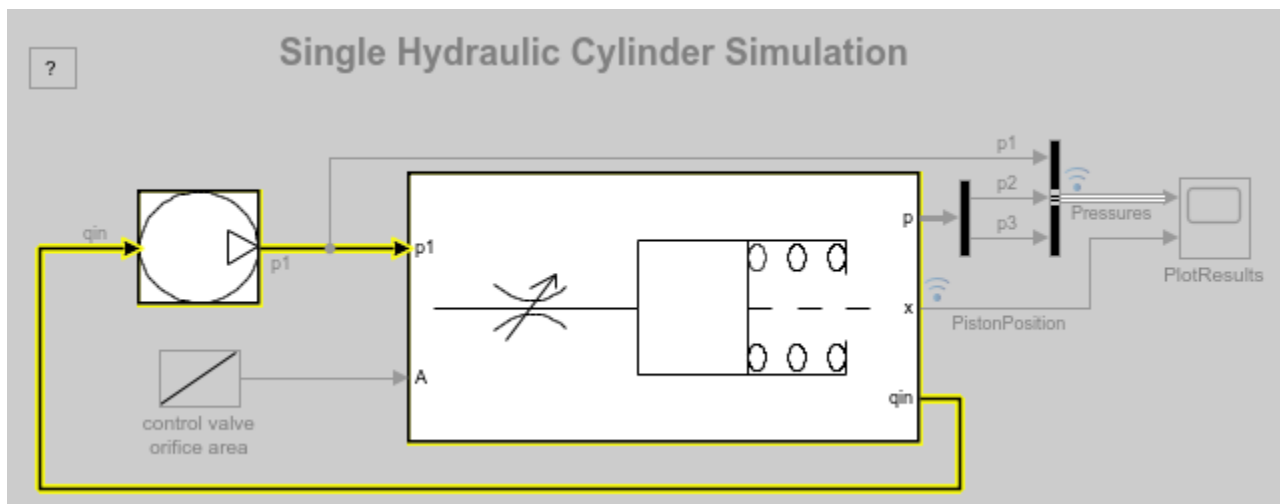 Single Hydraulic Cylinder Simulation
?
p1
p2
Pressures
p3
PlotResults
qin
p1
p1
p
x
PistonPosition
A
qin
control valve
orifice area